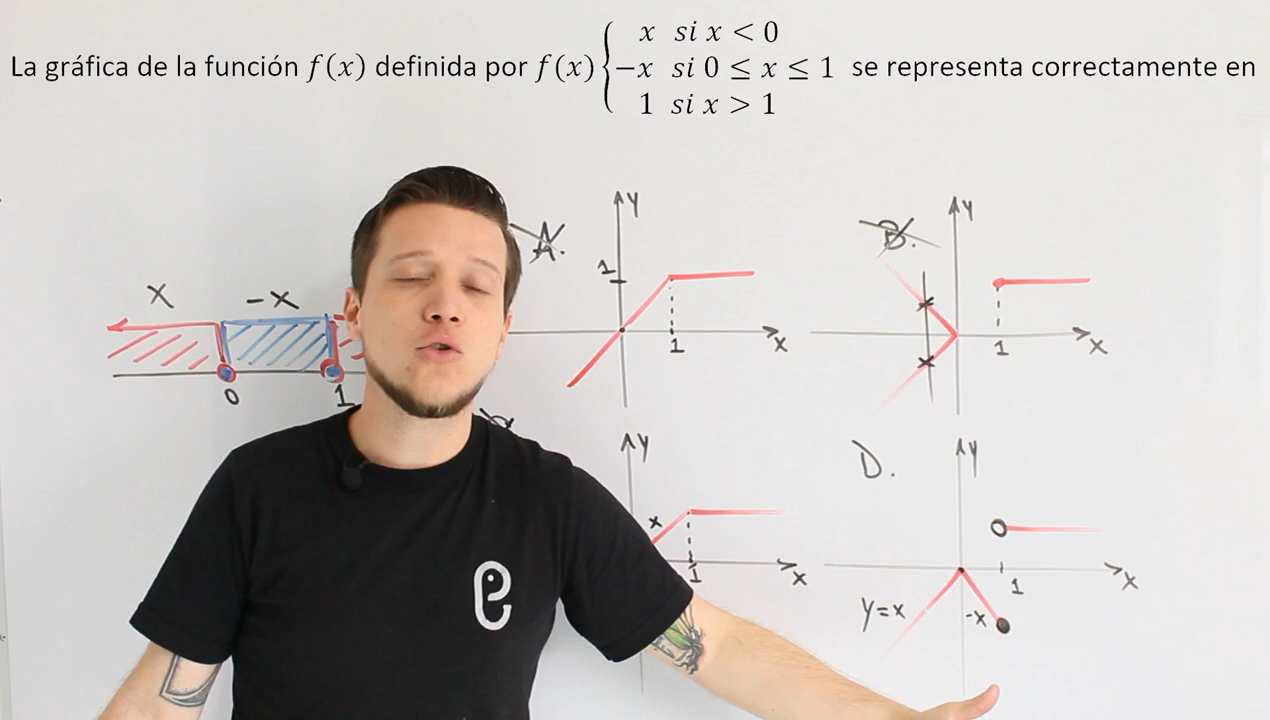 La gráfica de la función f(x) definida por f(x) { x si x < 0
-x si 0 ≤ x ≤ 1 se representa correctamente en
1 si x > 1
x
-x
0
1
A.
y
1
1
x
B.
y
1
x
y
x
1
x
D.
y
1
x
y=x
-x
e